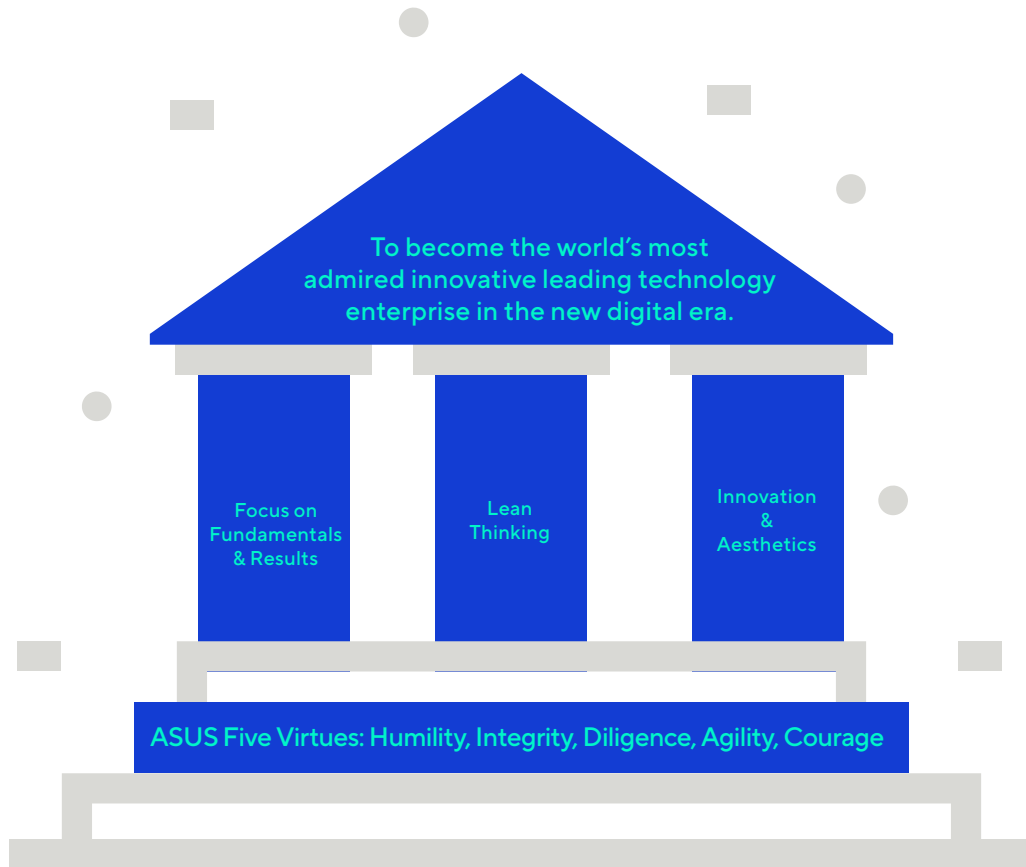 To become the world’s most
admired innovative leading technology
enterprise in the new digital era.
Focus on
Fundamentals
& Results
Lean
Thinking
Innovation
&
Aesthetics
ASUS Five Virtues: Humility, Integrity, Diligence, Agility, Courage